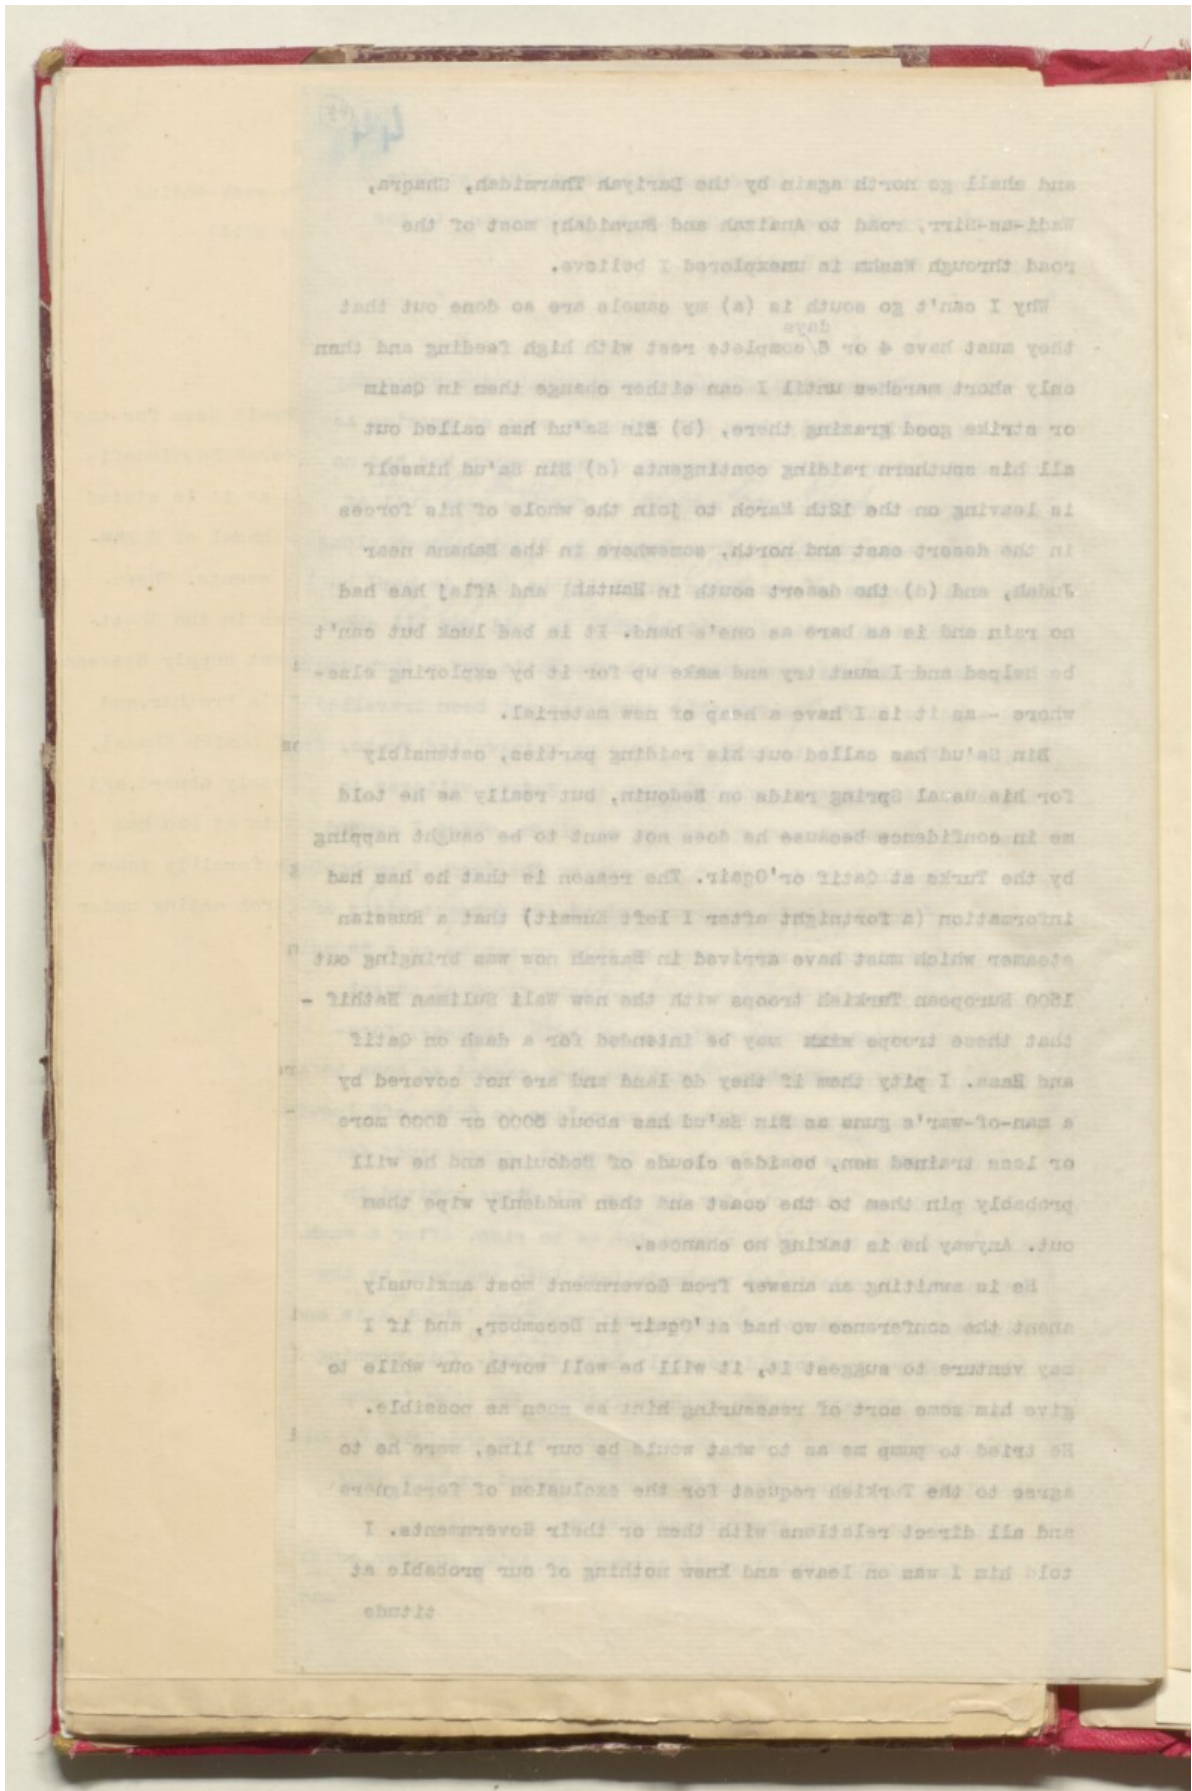 44
and shall go north again by the Dariyah Tharmidah, Shaqra,
Wadi-us-Sirr, road to Anaizah and Buraidah; most of the
road through Washm is unexplored I believe.
Why I can't go south is (a) my camels are so done out that
days
they must have 4 or 5/complete rest with high feeding and than
only short marches until I can either change them in Qasim
or strike good grazing there, (b) Bin Sa'ud has called out
all his southern raiding contingents (c) Bin Sa'ud himself
is leaving on the 12th March to join the whole of his forces
in the desert east and north, somewhere in the Dahana near
Judah, and (d) the desert south in Hautah and Aflaj has had
no rain and is as bare as one's hand. It is bad luck but can't
be helped and I must try and make up for it by exploring else-
where - as it is I have a heap of new material.
Bin Sa'ud has called out his raiding parties, ostensibly
for his usual Spring raids on Bedouin, but really as he told
me in confidence because he does not want to be caught napping
by the Turks at Qatif or 'Ogair. The reason is that he has had
information (a fortnight after I left Kuwait) that a Russian
steamer which must have arrived in Basrah now was bringing out
1500 European Turkish troops with the new Wali Suliman Nathif -
that these troops may be intended for a dash on Qatif
and Hasa. I pity them if they do land and are not covered by
a man-of-war's guns as Bin Sa'ud has about 5000 or 6000 more
or less trained men, besides clouds of Bedouins and he will
probably pin them to the coast and then suddenly wipe them
out. Anyway he is taking no chances.
He is awaiting an answer from Government most anxiously
anent the conference we had at 'Ogair in December, and if I
may venture to suggest it, it will be well worth our while to
give him some sort of reassuring hint as soon as possible.
He tried to pump me as to what would be our line, were he to
agree to the Turkish request for the exclusion of foreigners
and all direct relations with them or their Governments. I
told him I was on leave and knew nothing of our probable at
titude